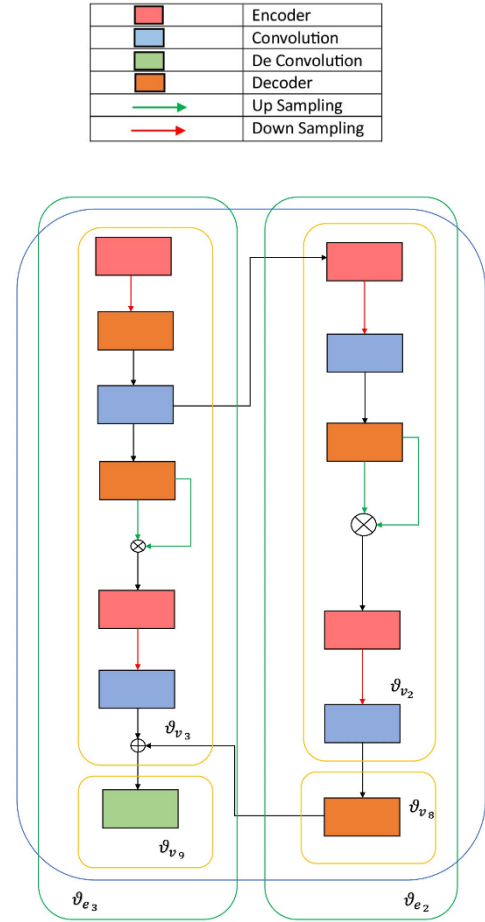 Encoder
Convolution
De Convolution
Decoder
Up Sampling
Down Sampling
ϑv2
ϑv3
ϑv8
ϑv9
ϑe3
ϑe2